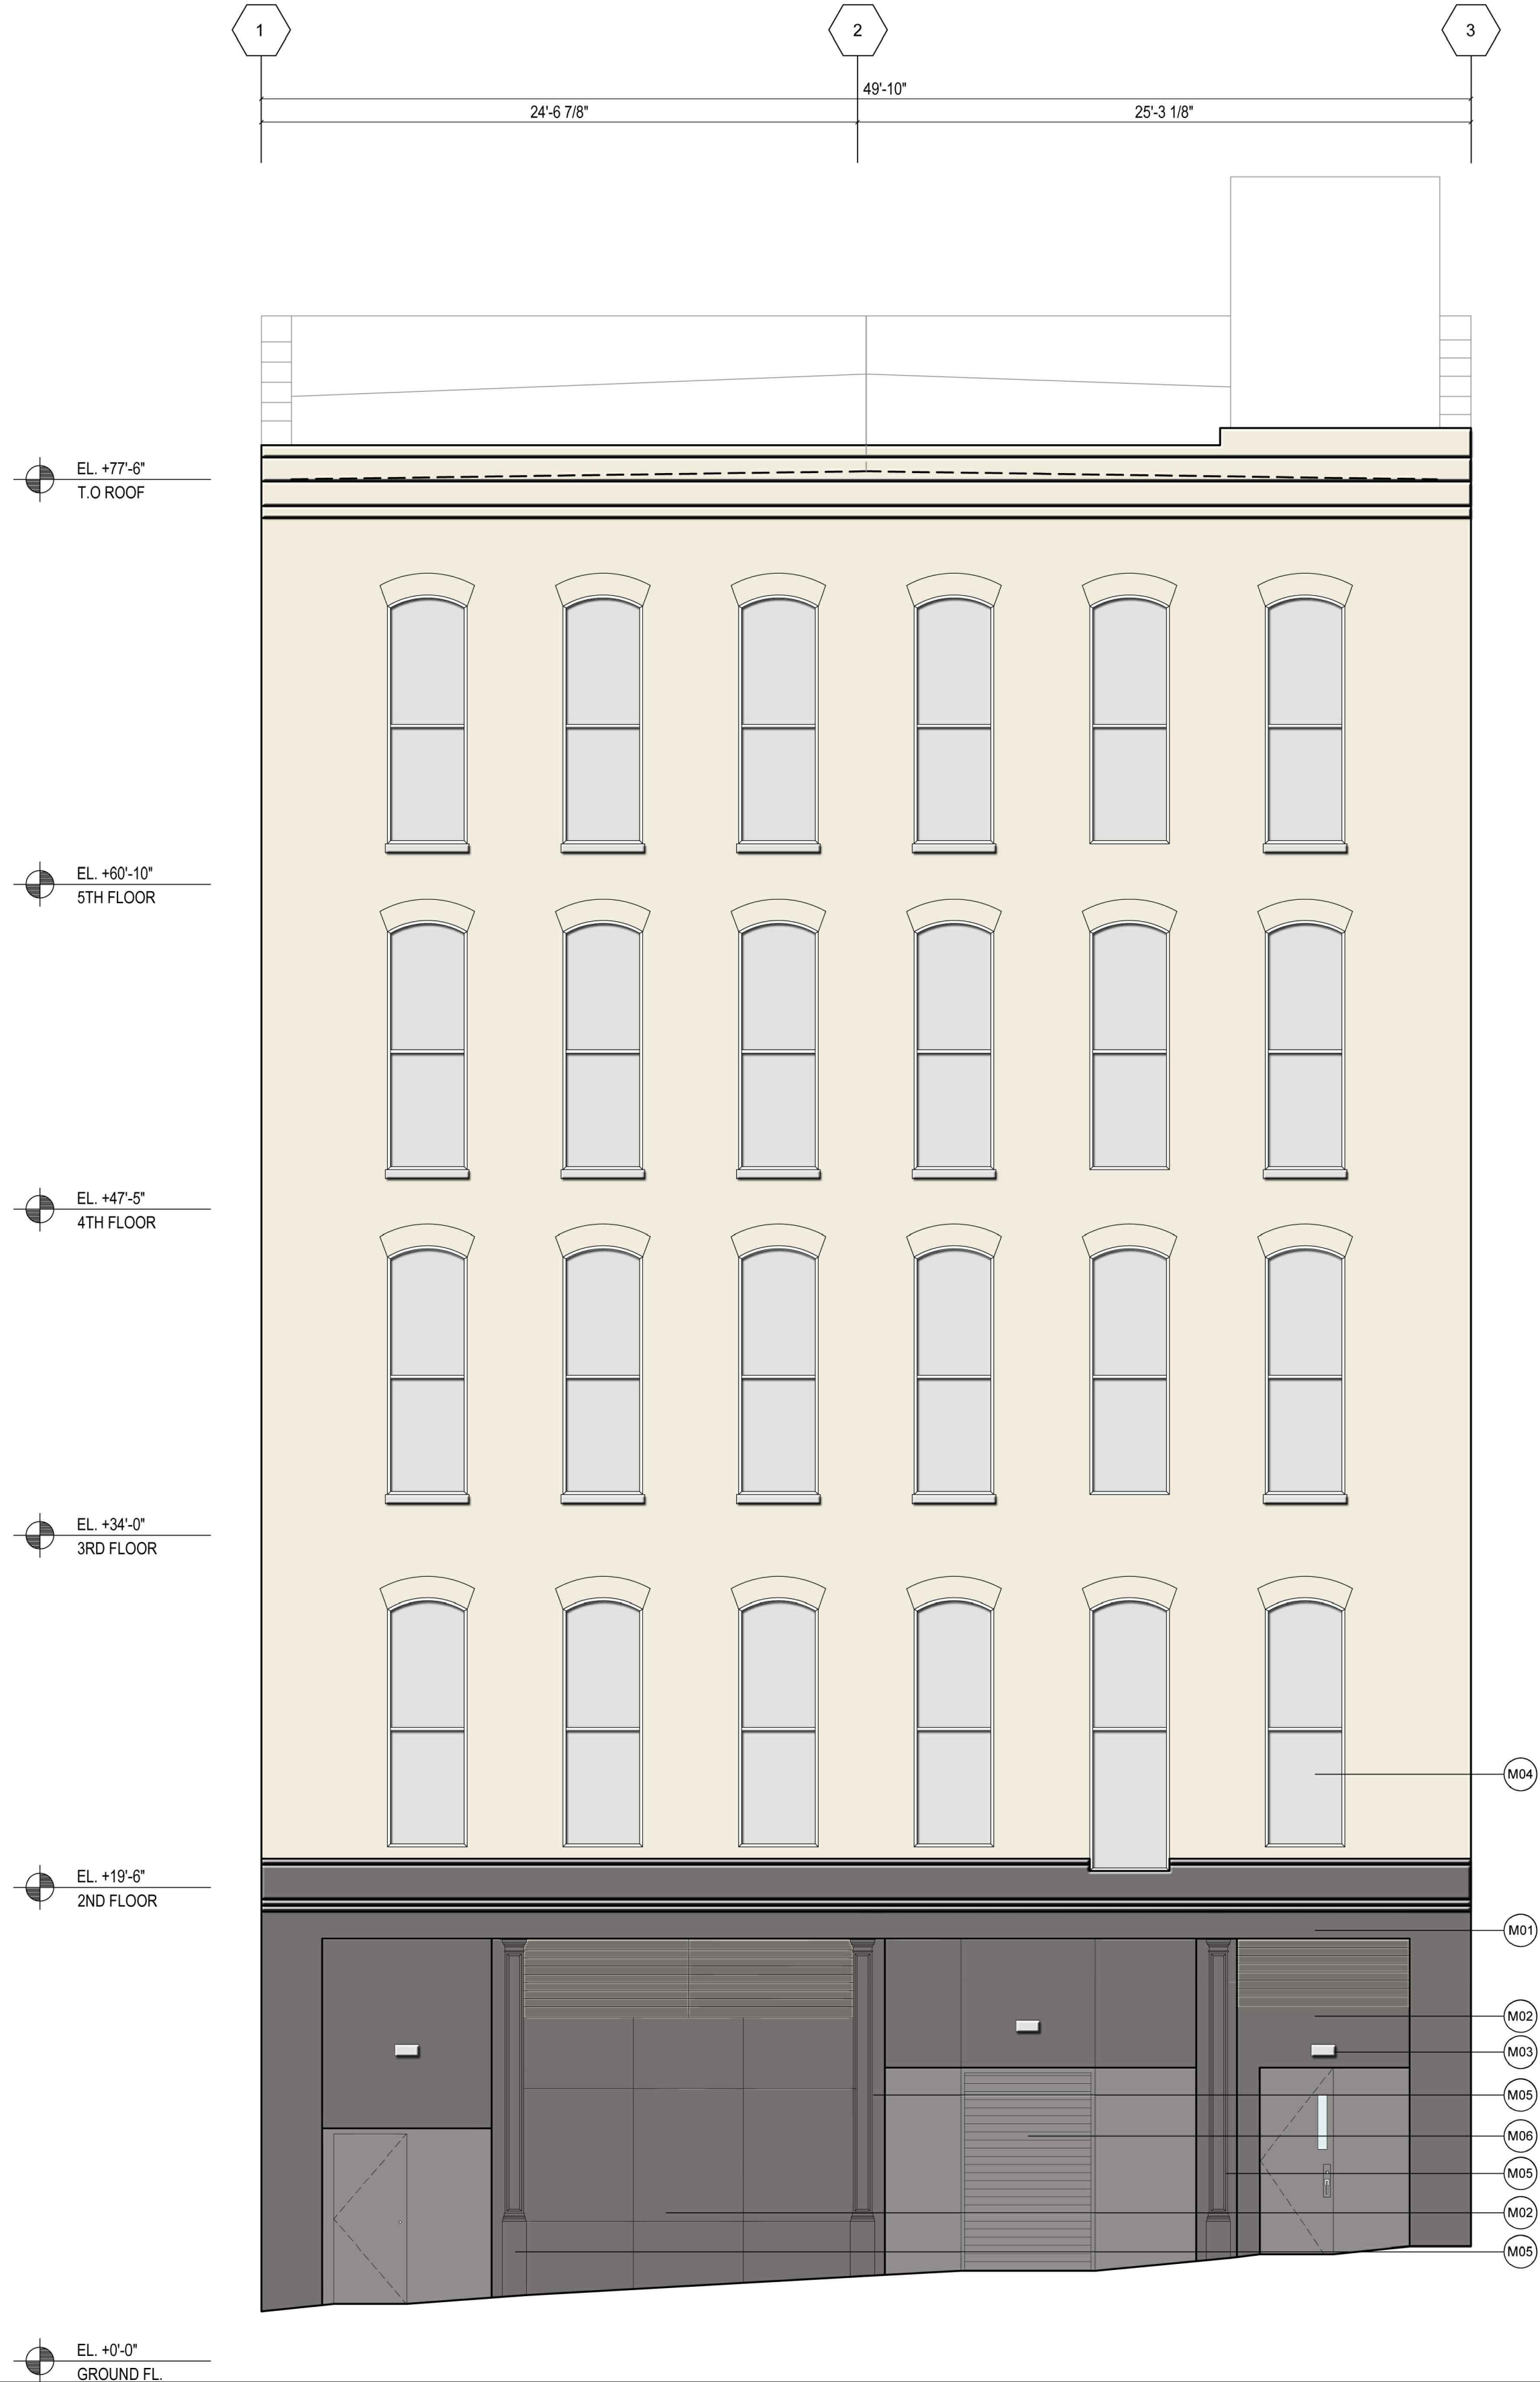 1
2
3
49'-10"
24'-6 7/8"
25'-3 1/8"
EL. +77'-6"
T.O ROOF
EL. +60'-10"
5TH FLOOR
EL. +47'-5"
4TH FLOOR
EL. +34'-0"
3RD FLOOR
M04
EL. +19'-6"
2ND FLOOR
M01
M02
M03
M05
M06
M05
M02
M05
EL. +0'-0"
GROUND FL.